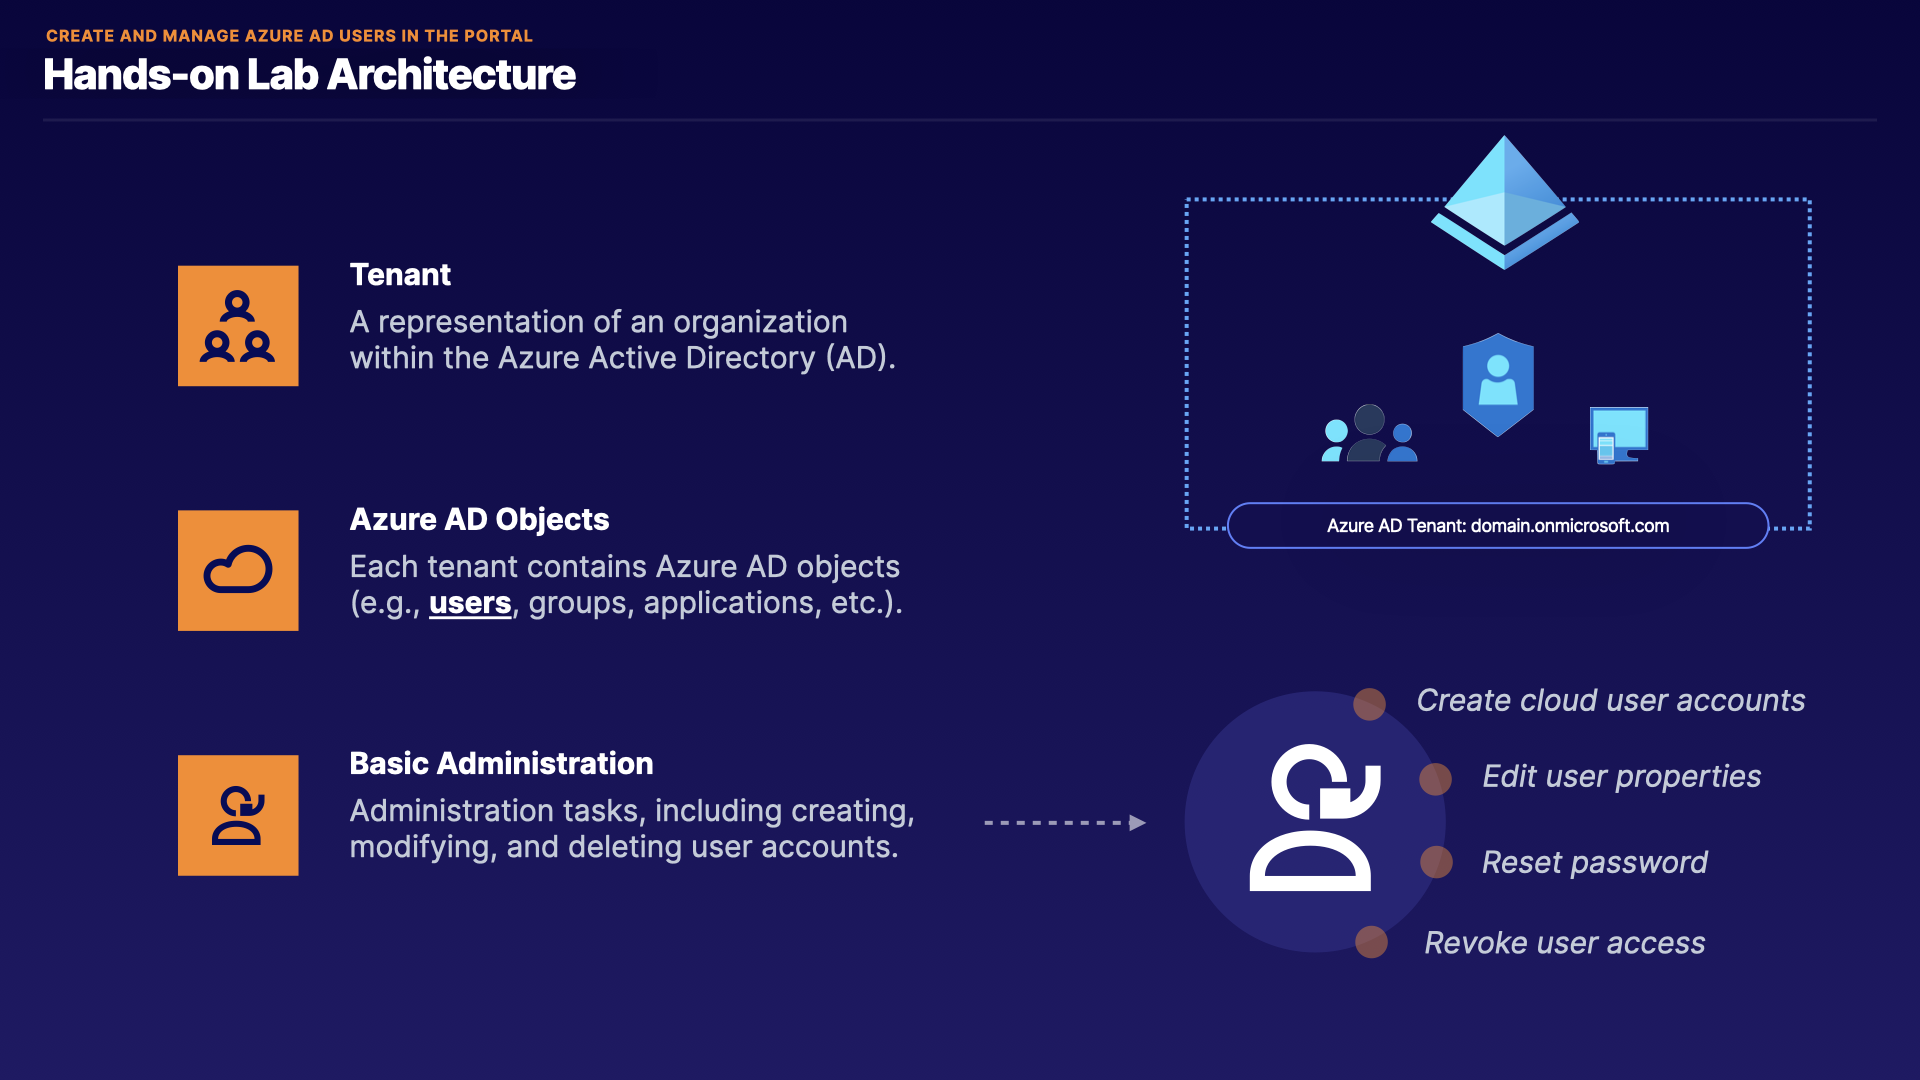 CREATE AND MANAGE AZURE AD USERS IN THE PORTAL
Hands-on Lab Architecture
Tenant
A representation of an organization
within the Azure Active Directory (AD).
Azure AD Objects
Each tenant contains Azure AD objects
(e.g., users, groups, applications, etc.).
Basic Administration
Administration tasks, including creating,
modifying, and deleting user accounts.
Azure AD Tenant: domain.onmicrosoft.com
Create cloud user accounts
Edit user properties
Reset password
Revoke user access